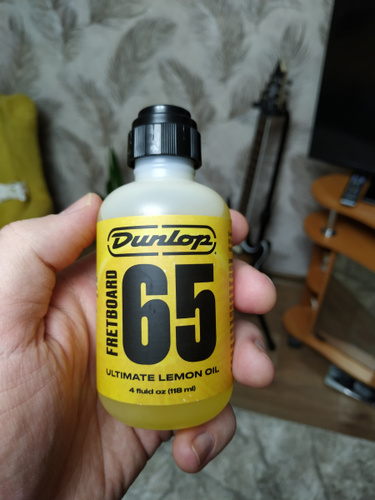 Dunlop
FRETBOARD
65
ULTIMATE LEMON OIL
4 fluid oz (118 ml)